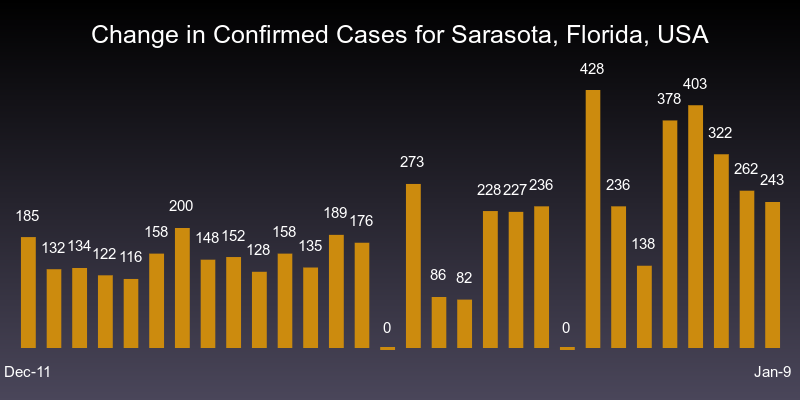 Change in Confirmed Cases for Sarasota, Florida, USA
185 132 134 122 116 158 200 148 152 128 158 135 189 176 0 273 86 82 228 227 236 0 428 236 138 378 403 322 262 243
Dec-11 Jan-9